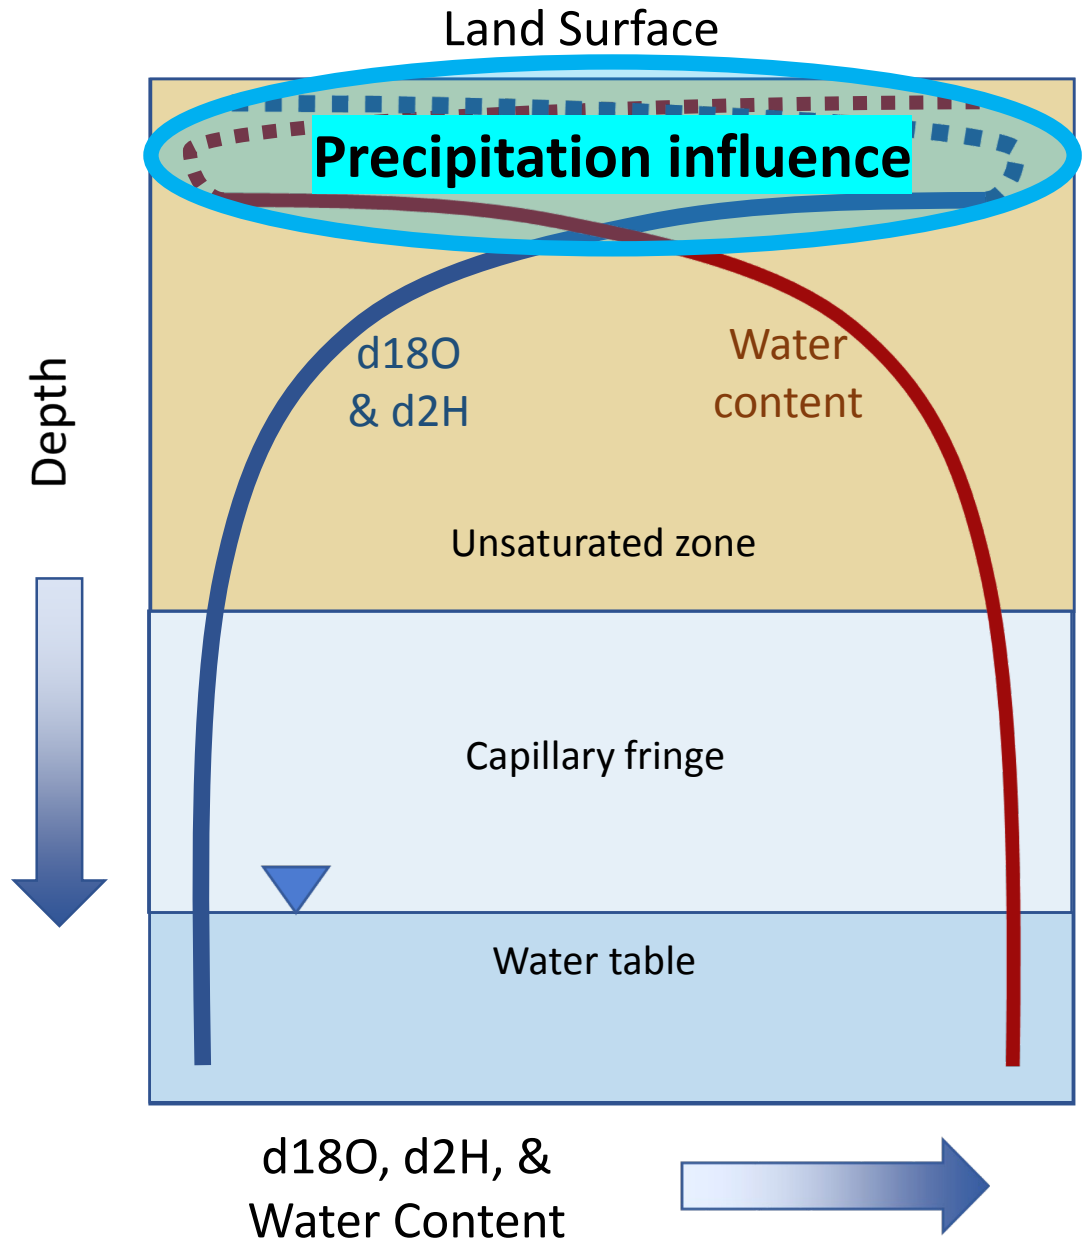 Land Surface
Precipitation influence
d18O
& d2H
Water
content
Depth
Unsaturated zone
Capillary fringe
Water table
d18O, d2H, &
Water Content